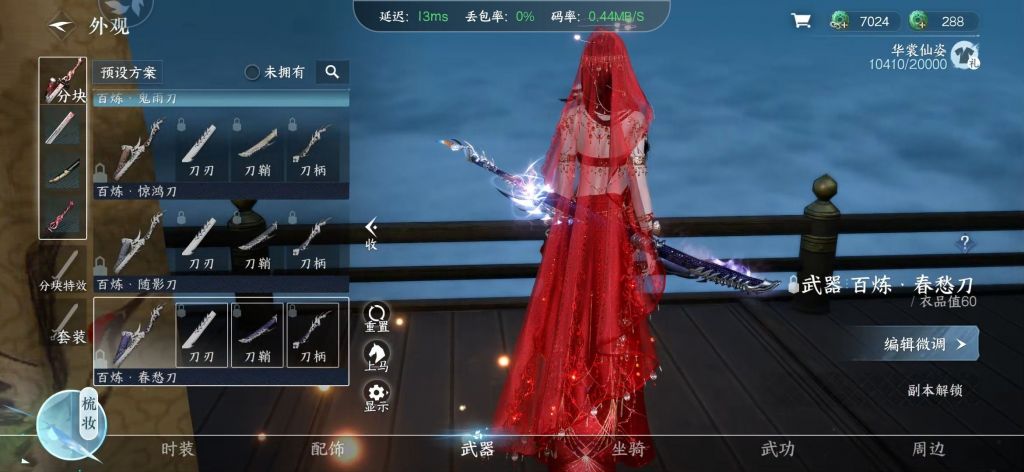 延迟：13ms 丢包率：0% 码率：0.44MB/S
外观
7024
288
华裳仙姿
10410/20000
礼
预设方案
未拥有
分块
百炼·鬼雨刀
刀刃
刀鞘
刀柄
百炼·惊鸿刀
刀刃
刀鞘
刀柄
百炼·随影刀
收
分块特效
套装
刀刃
刀鞘
刀柄
百炼·春愁刀
重置
上马
显示
?
武器 百炼·春愁刀
/ 衣品值60
编辑微调
副本解锁
梳妆
时装
配饰
武器
坐骑
武功
周边